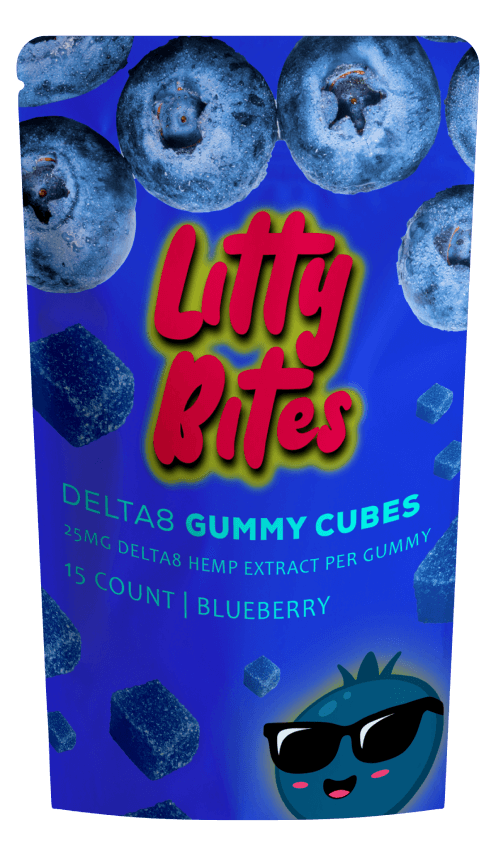 Litty
Bites
DELTA8 GUMMY CUBES
25MG DELTA8 HEMP EXTRACT PER GUMMY
15 COUNT | BLUEBERRY